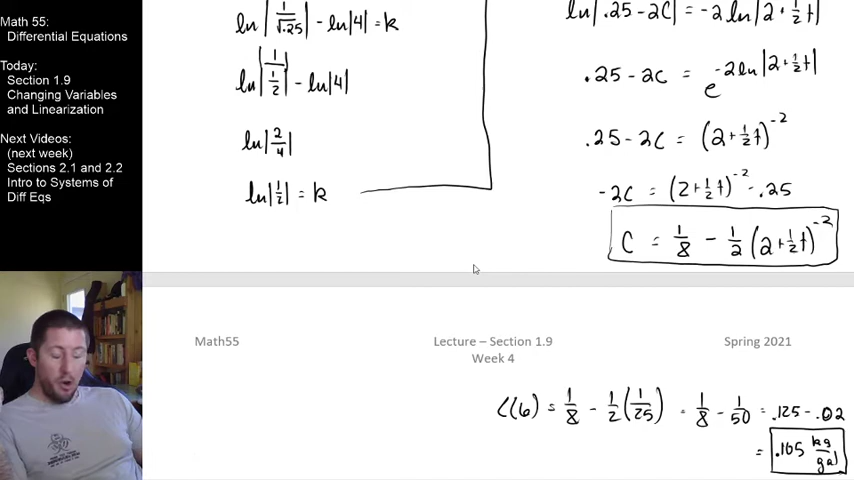 Math 55:
Differential Equations
Today:
Section 1.9
Changing Variables
and Linearization
Next Videos:
(next week)
Sections 2.1 and 2.2
Intro to Systems of
Diff Eqs
ln|1/√.25| - ln|4| = k
ln|1/(1/2)| - ln|4|
ln|2/4|
ln|1/2| = k
ln|.25 - 2C| = -2 ln|2 + 1/2 t|
.25 - 2C = e^(-2 ln|2 + 1/2 t|)
.25 - 2C = (2 + 1/2 t)^-2
-2C = (2 + 1/2 t)^-2 - .25
C = 1/8 - 1/2 (2 + 1/2 t)^-2
Math55
Lecture – Section 1.9
Spring 2021
Week 4
C(6) = 1/8 - 1/2 (1/25) = 1/8 - 1/50 = .125 - .02
= .105 kg/gal